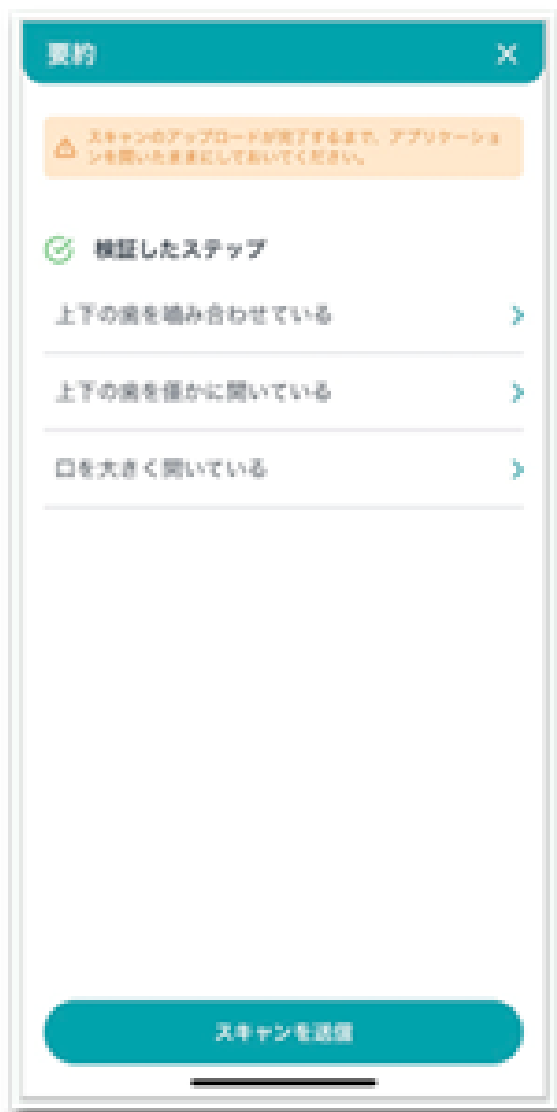 要約
スキャンのアップロードが完了するまで、アプリケーショ
ンを開いたままにしておいてください。
検証したステップ
上下の歯を噛み合わせている
上下の歯を僅かに開いている
口を大きく開いている
スキャンを送信